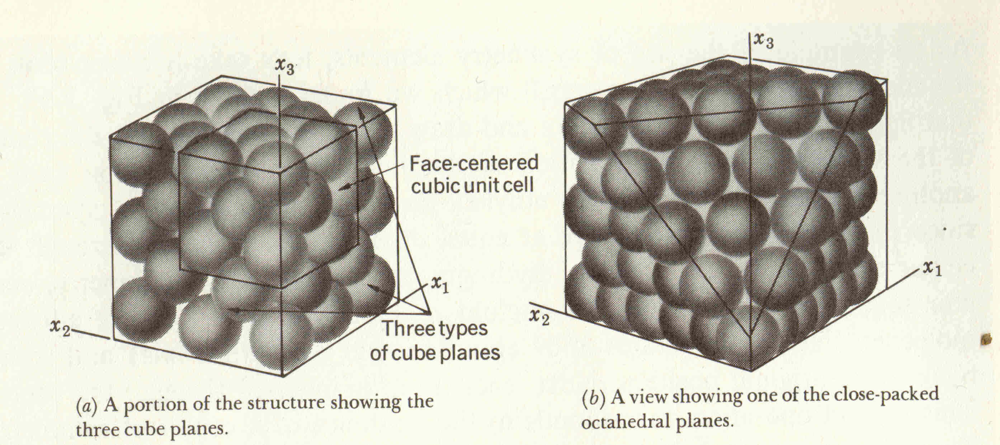 x3
Face-centered
cubic unit cell
x1
x2
Three types
of cube planes
(a) A portion of the structure showing the
three cube planes.
x3
x1
x2
(b) A view showing one of the close-packed
octahedral planes.